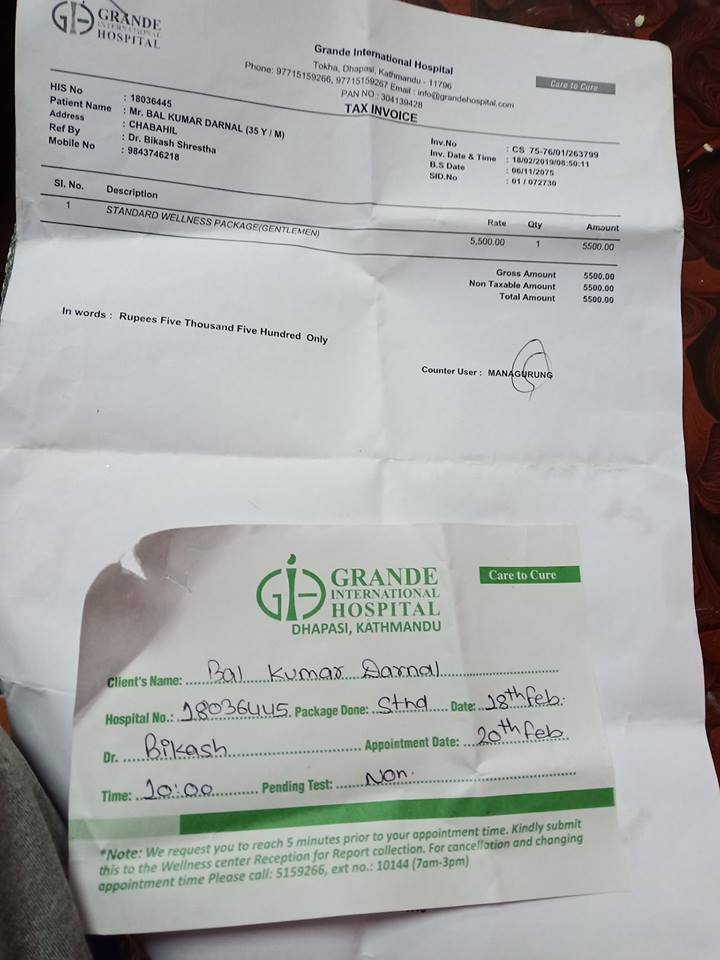 GRANDE
INTERNATIONAL
HOSPITAL
Grande International Hospital
Tokha, Dhapasi, Kathmandu - 11796
Phone: 97715159266, 97715159267 Email : info@grandehospital.com
PAN NO : 304139428
TAX INVOICE
Care to Cure
HIS No : 18036445
Patient Name : Mr. BAL KUMAR DARNAL (35 Y / M)
Address : CHABAHIL
Ref By : Dr. Bikash Shrestha
Mobile No : 9843746218
Inv.No : CS 75-76/01/263799
Inv. Date & Time : 18/02/2019/08:50:11
B.S Date : 06/11/2075
SID.No : 01 / 072730
Sl. No. Description Rate Qty Amount
1 STANDARD WELLNESS PACKAGE(GENTLEMEN) 5,500.00 1 5500.00
Gross Amount 5500.00
Non Taxable Amount 5500.00
Total Amount 5500.00
In words : Rupees Five Thousand Five Hundred Only
Counter User : MANAGURUNG
GRANDE
INTERNATIONAL
HOSPITAL
DHAPASI, KATHMANDU
Care to Cure
Client's Name: Bal Kumar Darnal
Hospital No.: 18036445 Package Done: Sthd Date: 18th Feb.
Dr. Bikash Appointment Date: 20th Feb
Time: 10:00 Pending Test: Non.
*Note: We request you to reach 5 minutes prior to your appointment time. Kindly submit
this to the Wellness center Reception for Report collection. For cancellation and changing
appointment time Please call: 5159266, ext no.: 10144 (7am-3pm)